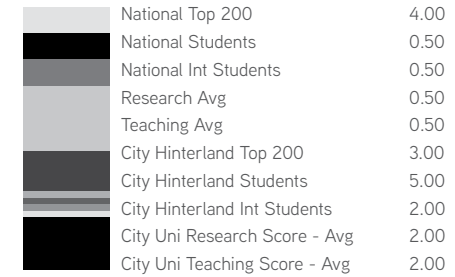 National Top 200 4.00
National Students 0.50
National Int Students 0.50
Research Avg 0.50
Teaching Avg 0.50
City Hinterland Top 200 3.00
City Hinterland Students 5.00
City Hinterland Int Students 2.00
City Uni Research Score - Avg 2.00
City Uni Teaching Score - Avg 2.00